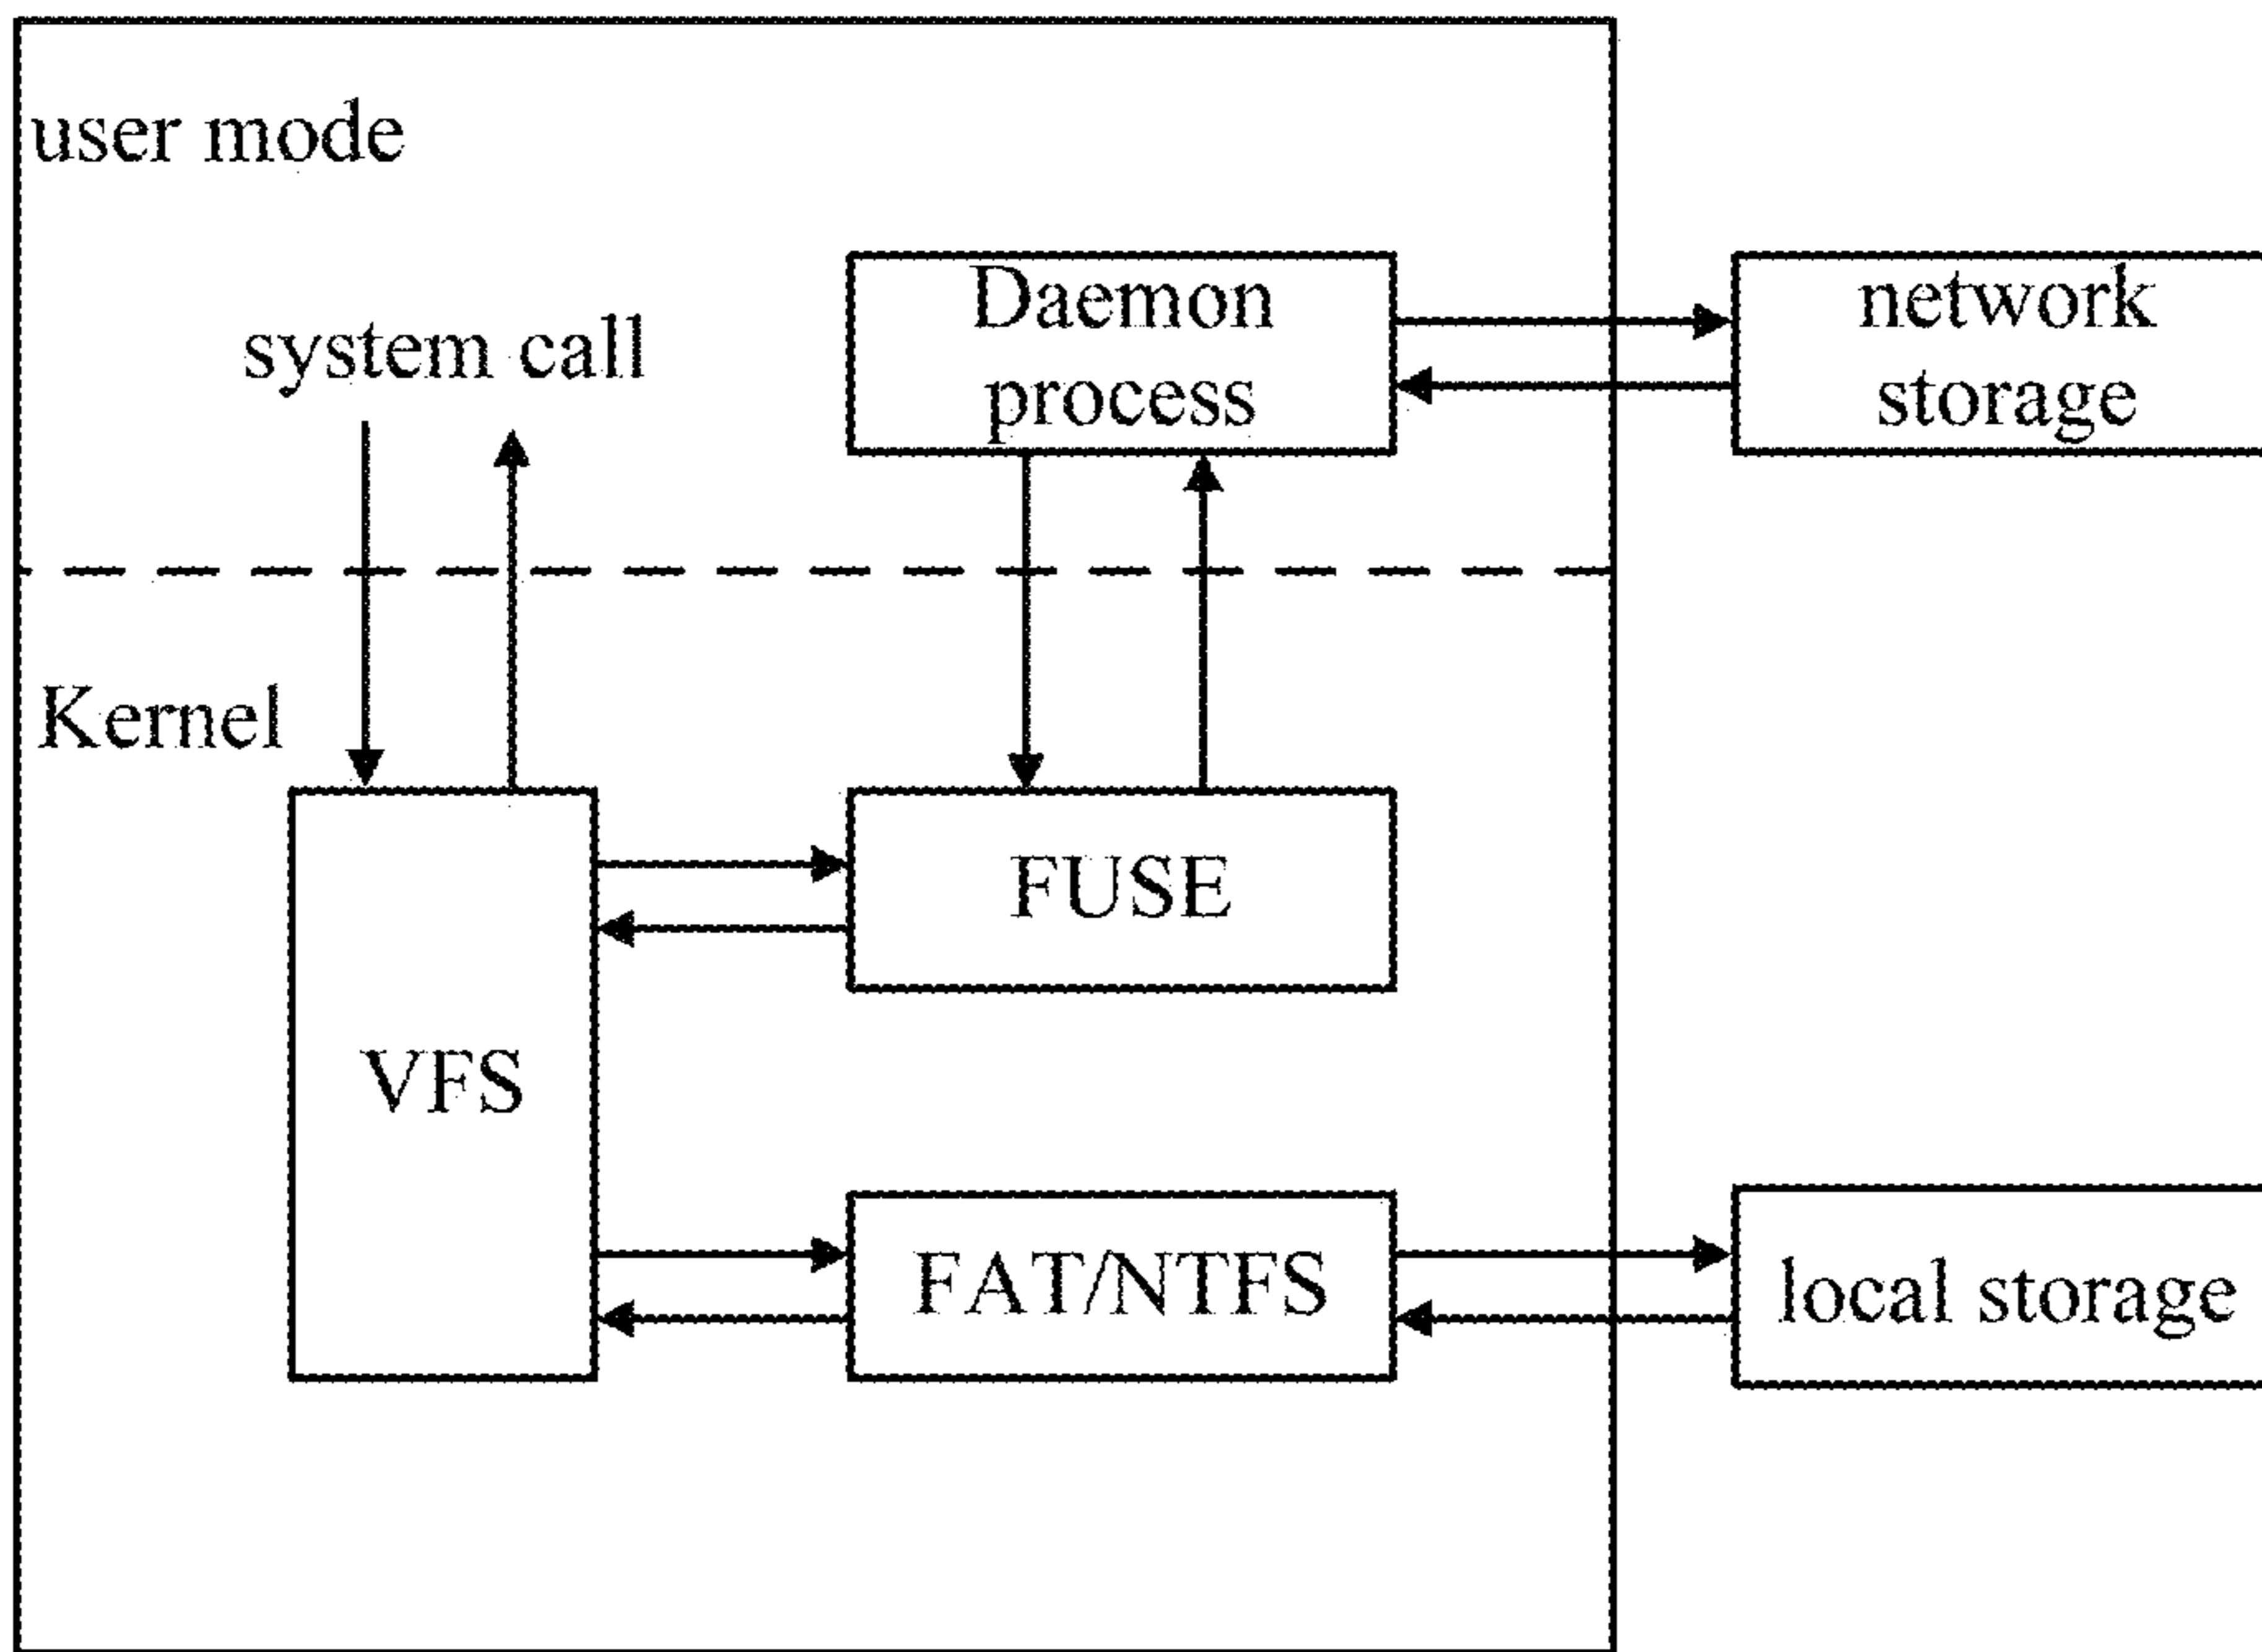 user mode
system call
Daemon
process
network
storage
Kernel
VFS
FUSE
FAT/NTFS
local storage